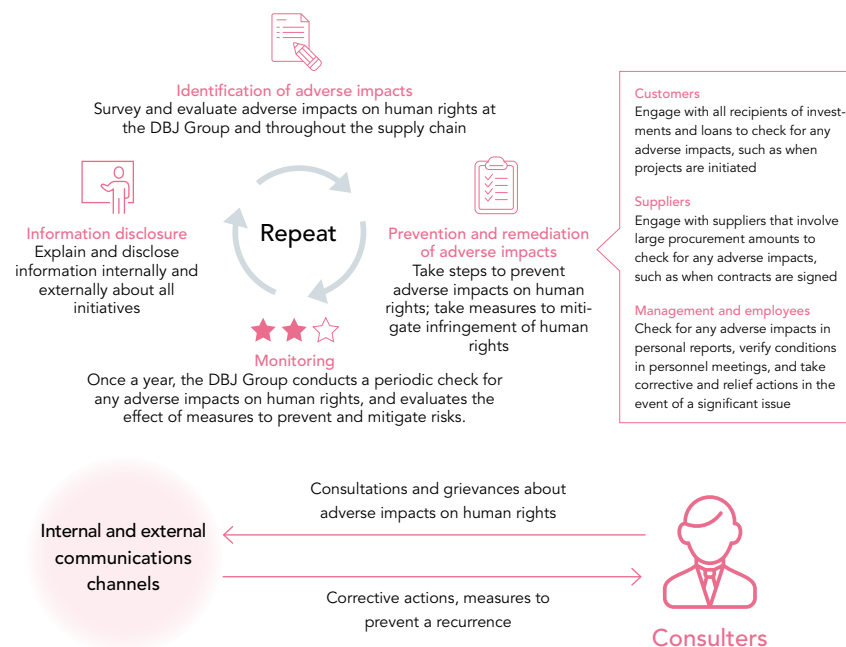 Identification of adverse impacts
Survey and evaluate adverse impacts on human rights at
the DBJ Group and throughout the supply chain
Information disclosure
Explain and disclose
information internally and
externally about all
initiatives
Repeat
Prevention and remediation
of adverse impacts
Take steps to prevent
adverse impacts on human
rights; take measures to miti-
gate infringement of human
rights
Monitoring
Once a year, the DBJ Group conducts a periodic check for
any adverse impacts on human rights, and evaluates the
effect of measures to prevent and mitigate risks.
Customers
Engage with all recipients of invest-
ments and loans to check for any
adverse impacts, such as when
projects are initiated
Suppliers
Engage with suppliers that involve
large procurement amounts to
check for any adverse impacts,
such as when contracts are signed
Management and employees
Check for any adverse impacts in
personal reports, verify conditions
in personnel meetings, and take
corrective and relief actions in the
event of a significant issue
Internal and external
communications
channels
Consultations and grievances about
adverse impacts on human rights
Corrective actions, measures to
prevent a recurrence
Consulters